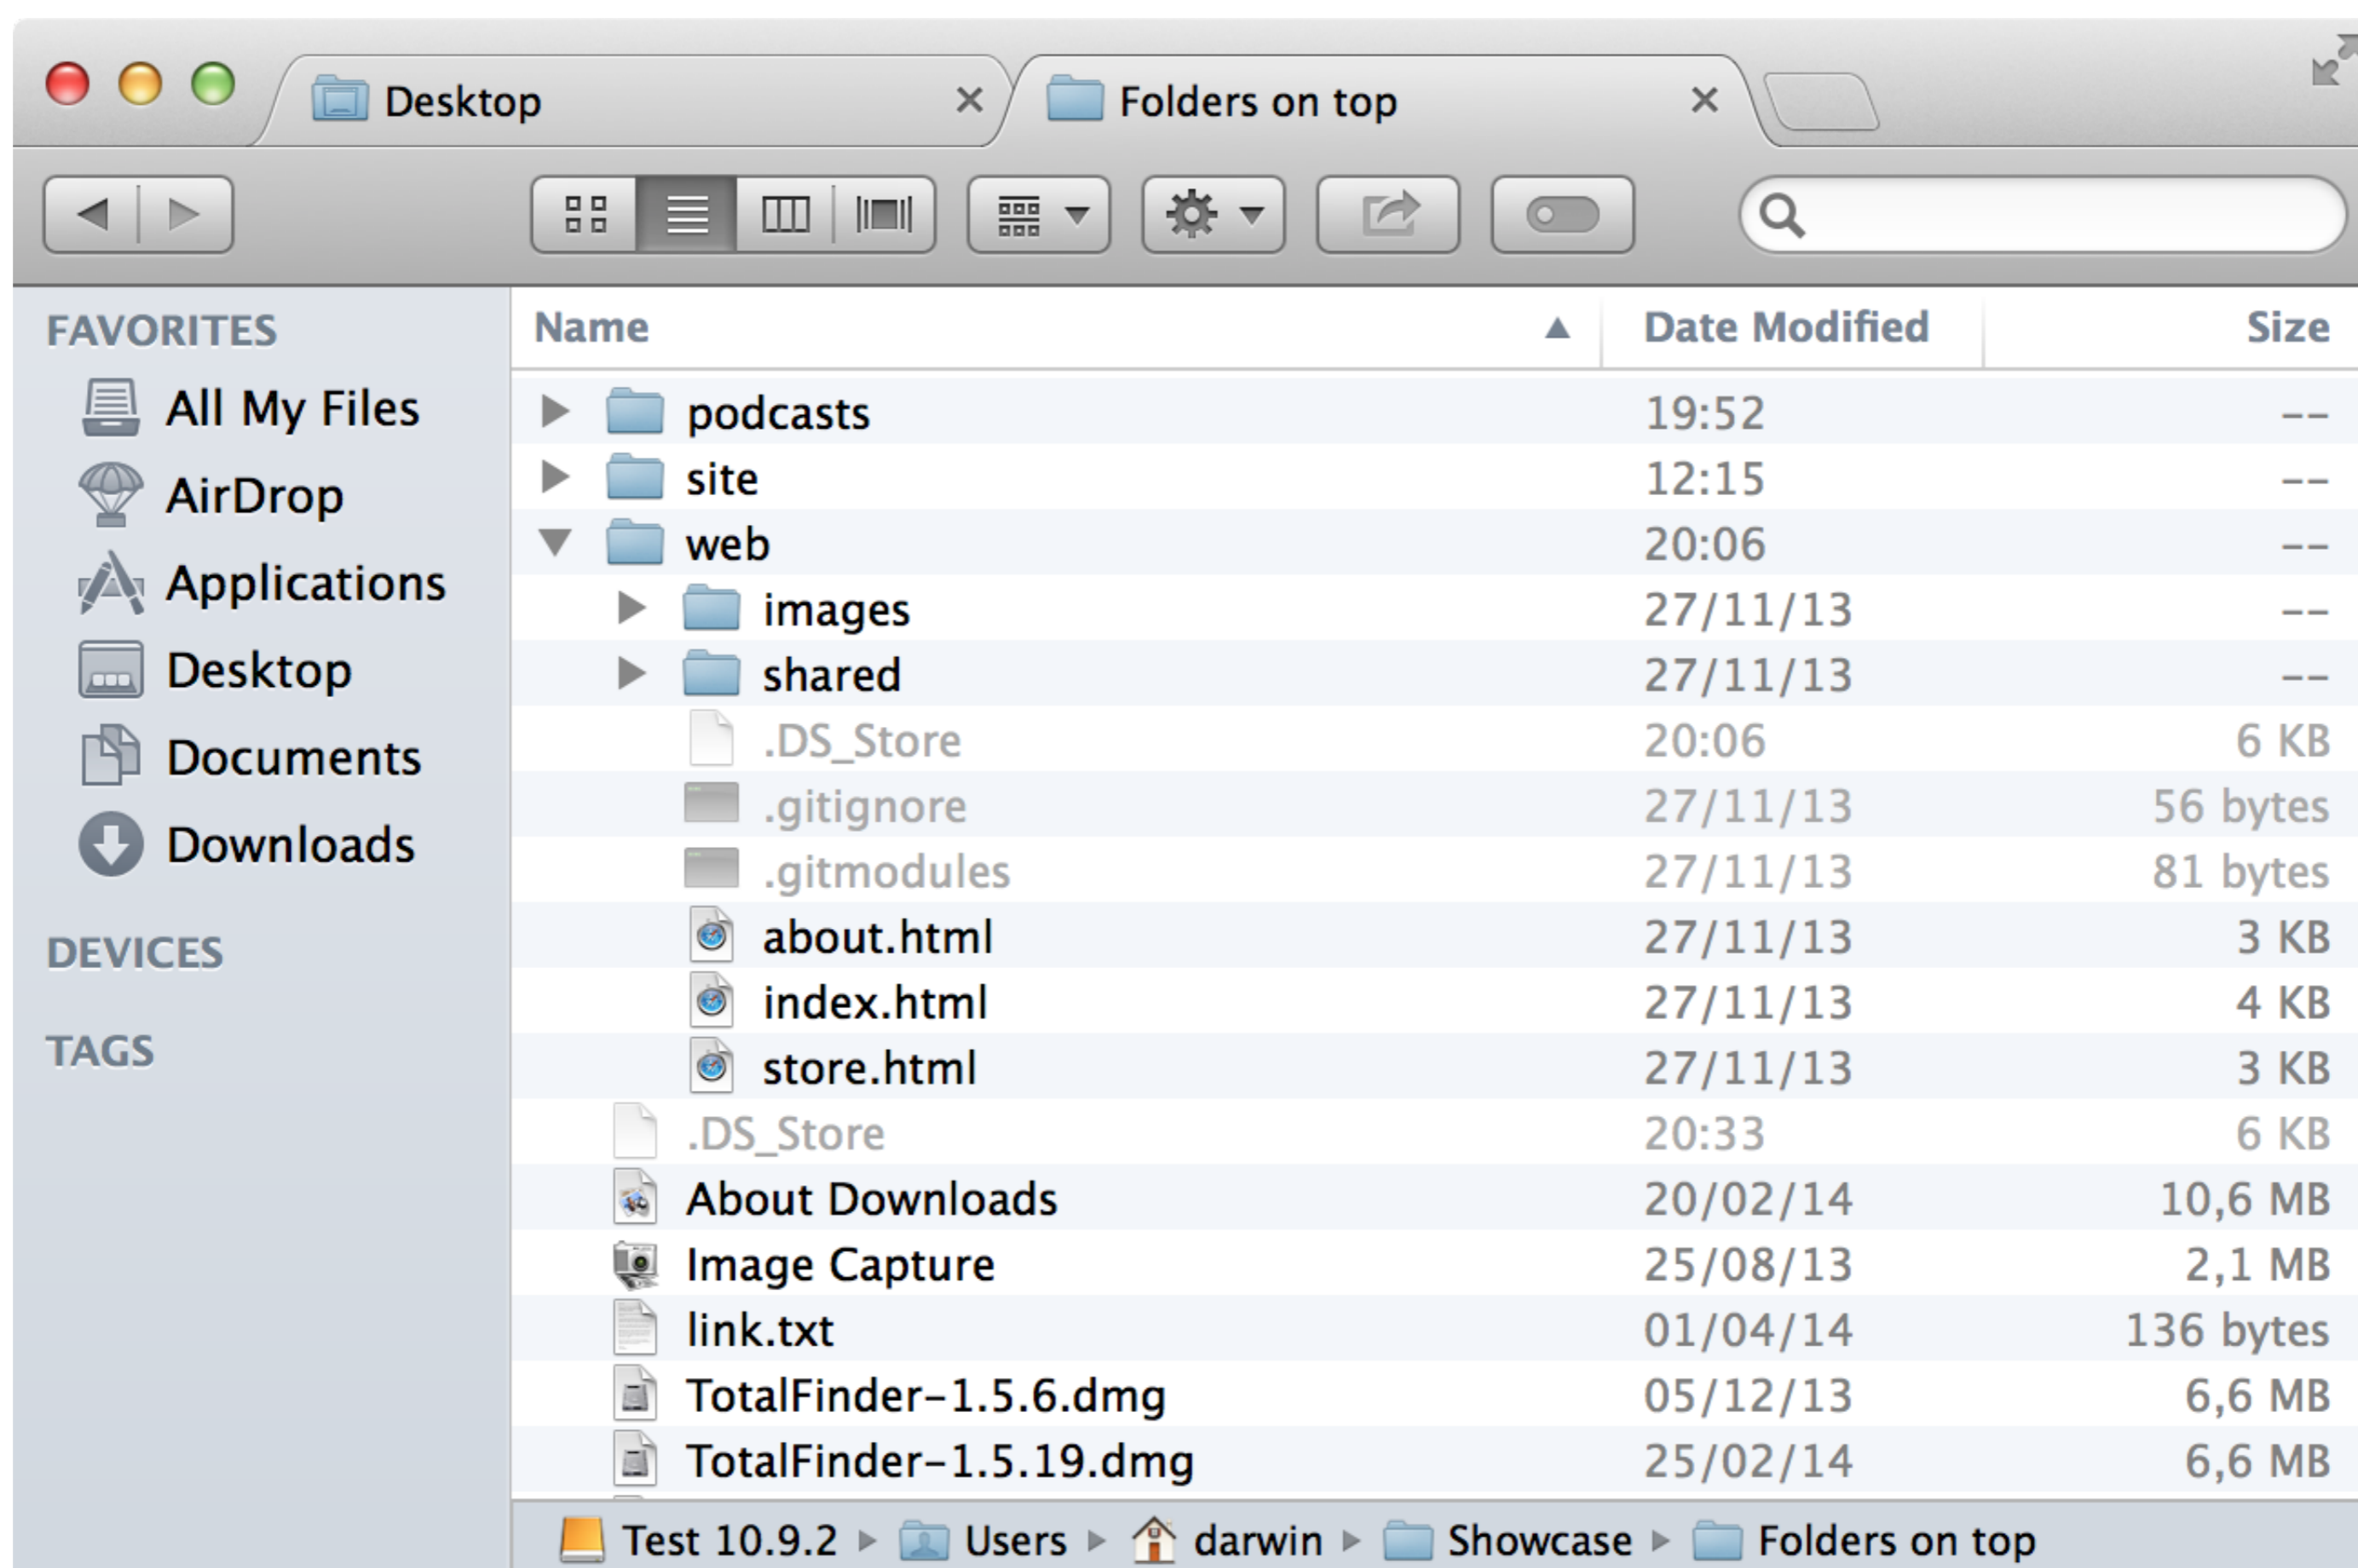 Desktop Folders on top
FAVORITES
All My Files
AirDrop
Applications
Desktop
Documents
Downloads
DEVICES
TAGS
Name Date Modified Size
podcasts 19:52 --
site 12:15 --
web 20:06 --
images 27/11/13 --
shared 27/11/13 --
.DS_Store 20:06 6 KB
.gitignore 27/11/13 56 bytes
.gitmodules 27/11/13 81 bytes
about.html 27/11/13 3 KB
index.html 27/11/13 4 KB
store.html 27/11/13 3 KB
.DS_Store 20:33 6 KB
About Downloads 20/02/14 10,6 MB
Image Capture 25/08/13 2,1 MB
link.txt 01/04/14 136 bytes
TotalFinder-1.5.6.dmg 05/12/13 6,6 MB
TotalFinder-1.5.19.dmg 25/02/14 6,6 MB
Test 10.9.2 Users darwin Showcase Folders on top